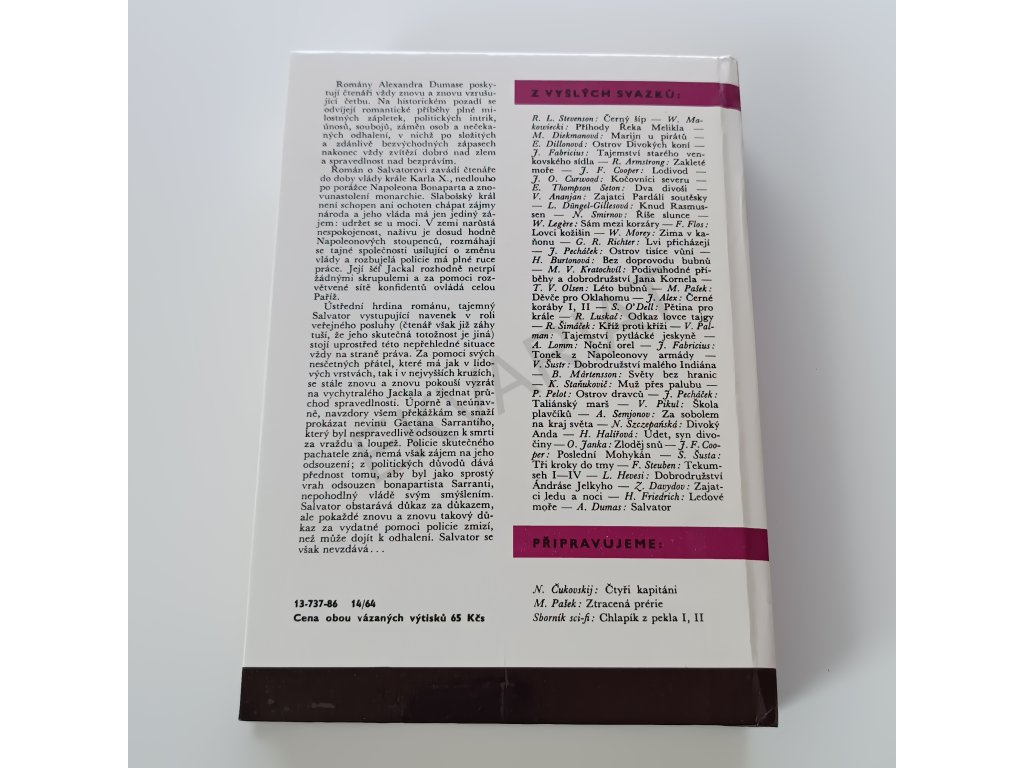 Romány Alexandra Dumase posky-
tují čtenáři vždy znovu a znovu vzrušu-
jící četbu. Na historickém pozadí se
odvíjejí romantické příběhy plné mi-
lostných zápletek, politických intrik,
únosů, soubojů, záměn osob a nečeka-
ných odhalení, v nichž po složitých
a zdánlivě bezvýchodných zápasech
nakonec vždy zvítězí dobro nad zlem
a spravedlnost nad bezprávím.
Román o Salvatorovi zavádí čtenáře
do doby vlády krále Karla X., nedlouho
po porážce Napoleona Bonaparta a zno-
vunastolení monarchie. Slabošský král
není schopen ani ochoten chápat zájmy
národa a jeho vláda má jen jediný zá-
jem: udržet se u moci. V zemi narůstá
nespokojenost, naživu je dosud hodně
Napoleonových stoupenců, rozmáhají
se tajné společnosti usilující o změnu
vlády a rozbujelá policie má plné ruce
práce. Její šéf Jackal rozhodně netrpí
žádnými skrupulemi a za pomoci roz-
větvené sítě konfidentů ovládá celou
Paříž.
Ústřední hrdina románu, tajemný
Salvator vystupující navenek v roli
veřejného posluhy (čtenář však již záhy
tuší, že jeho skutečná totožnost je jiná)
stojí uprostřed této nepřehledné situace
vždy na straně práva. Za pomoci svých
nesčetných přátel, které má jak v lido-
vých vrstvách, tak i v nejvyšších kruzích,
se stále znovu a znovu pokouší vyzrát
na vychytralého Jackala a zjednat prů-
chod spravedlnosti. Úporně a neúnav-
ně, navzdory všem překážkám se snaží
prokázat nevinu Gaetana Sarrantiho,
který byl nespravedlivě odsouzen k smrti
za vraždu a loupež. Policie skutečného
pachatele zná, nemá však zájem na jeho
odsouzení; z politických důvodů dává
přednost tomu, aby byl jako sprostý
vrah odsouzen bonapartista Sarranti,
nepohodlný vládě svým smýšlením.
Salvator obstarává důkaz za důkazem,
ale pokaždé znovu a znovu takový dů-
kaz za vydatné pomoci policie zmizí,
než může dojít k odhalení. Salvator se
však nevzdává...
13-737-86 14/64
Cena obou vázaných výtisků 65 Kčs
Z VYŠLÝCH SVAZKŮ:
R. L. Stevenson: Černý šíp — W. Ma-
kowiecki: Příhody Řeka Melikla —
M. Diekmanová: Marijn u pirátů —
E. Dillonová: Ostrov Divokých koní —
J. Fabricius: Tajemství starého ven-
kovského sídla — R. Armstrong: Zakleté
moře — J. F. Cooper: Lodivod —
J. O. Curwood: Kočovníci severu —
E. Thompson Seton: Dva divoši —
V. Ananjan: Zajatci Pardálí soutěsky
— L. Düngel-Gillesová: Knud Rasmus-
sen — N. Smirnov: Říše slunce —
W. Legère: Sám mezi korzáry — F. Flos:
Lovci kožišin — W. Morey: Zima v ka-
ňonu — G. R. Richter: Lvi přicházejí
— J. Pecháček: Ostrov tisíce vůní —
H. Burtonová: Bez doprovodu bubnů
— M. V. Kratochvíl: Podivuhodné pří-
běhy a dobrodružství Jana Kornela —
T. V. Olsen: Léto bubnů — M. Pašek:
Děvče pro Oklahomu — J. Alex: Černé
koráby I, II — S. O'Dell: Pětina pro
krále — R. Luskač: Odkaz lovce tajgy
— R. Šimáček: Kříž proti kříži — V. Pal-
man: Tajemství pytlácké jeskyně —
A. Lomm: Noční orel — J. Fabricius:
Tonek z Napoleonovy armády —
V. Šustr: Dobrodružství malého Indiána
— B. Mårtensson: Světy bez hranic
— K. Staňukovič: Muž přes palubu —
P. Pelot: Ostrov dravců — J. Pecháček:
Taliánský marš — V. Pikul: Škola
plavčíků — A. Semjonov: Za sobolem
na kraj světa — N. Szczepańská: Divoký
Anda — H. Halířová: Údet, syn divo-
činy — O. Janka: Zloděj snů — J. F. Coo-
per: Poslední Mohykán — S. Šusta:
Tři kroky do tmy — F. Steuben: Tekum-
seh I—IV — L. Hevesi: Dobrodružství
Andráse Jelkyho — Z. Davydov: Zajat-
ci ledu a noci — H. Friedrich: Ledové
moře — A. Dumas: Salvator
PŘIPRAVUJEME:
N. Čukovskij: Čtyři kapitáni
M. Pašek: Ztracená prérie
Sborník sci-fi: Chlapík z pekla I, II